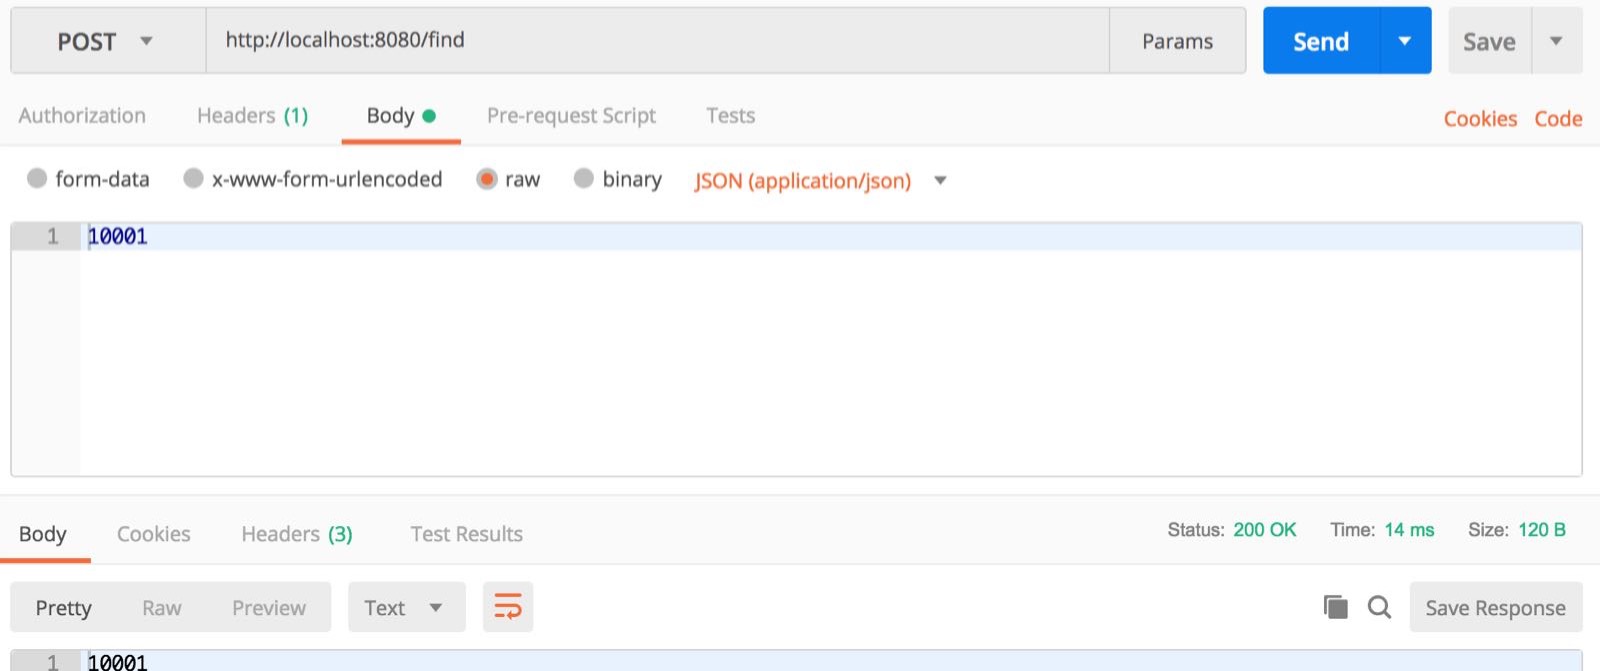 POST http://localhost:8080/find Params Send Save
Authorization Headers (1) Body Pre-request Script Tests Cookies Code
form-data x-www-form-urlencoded raw binary JSON (application/json)
1 10001
Body Cookies Headers (3) Test Results Status: 200 OK Time: 14 ms Size: 120 B
Pretty Raw Preview Text Save Response
1 10001